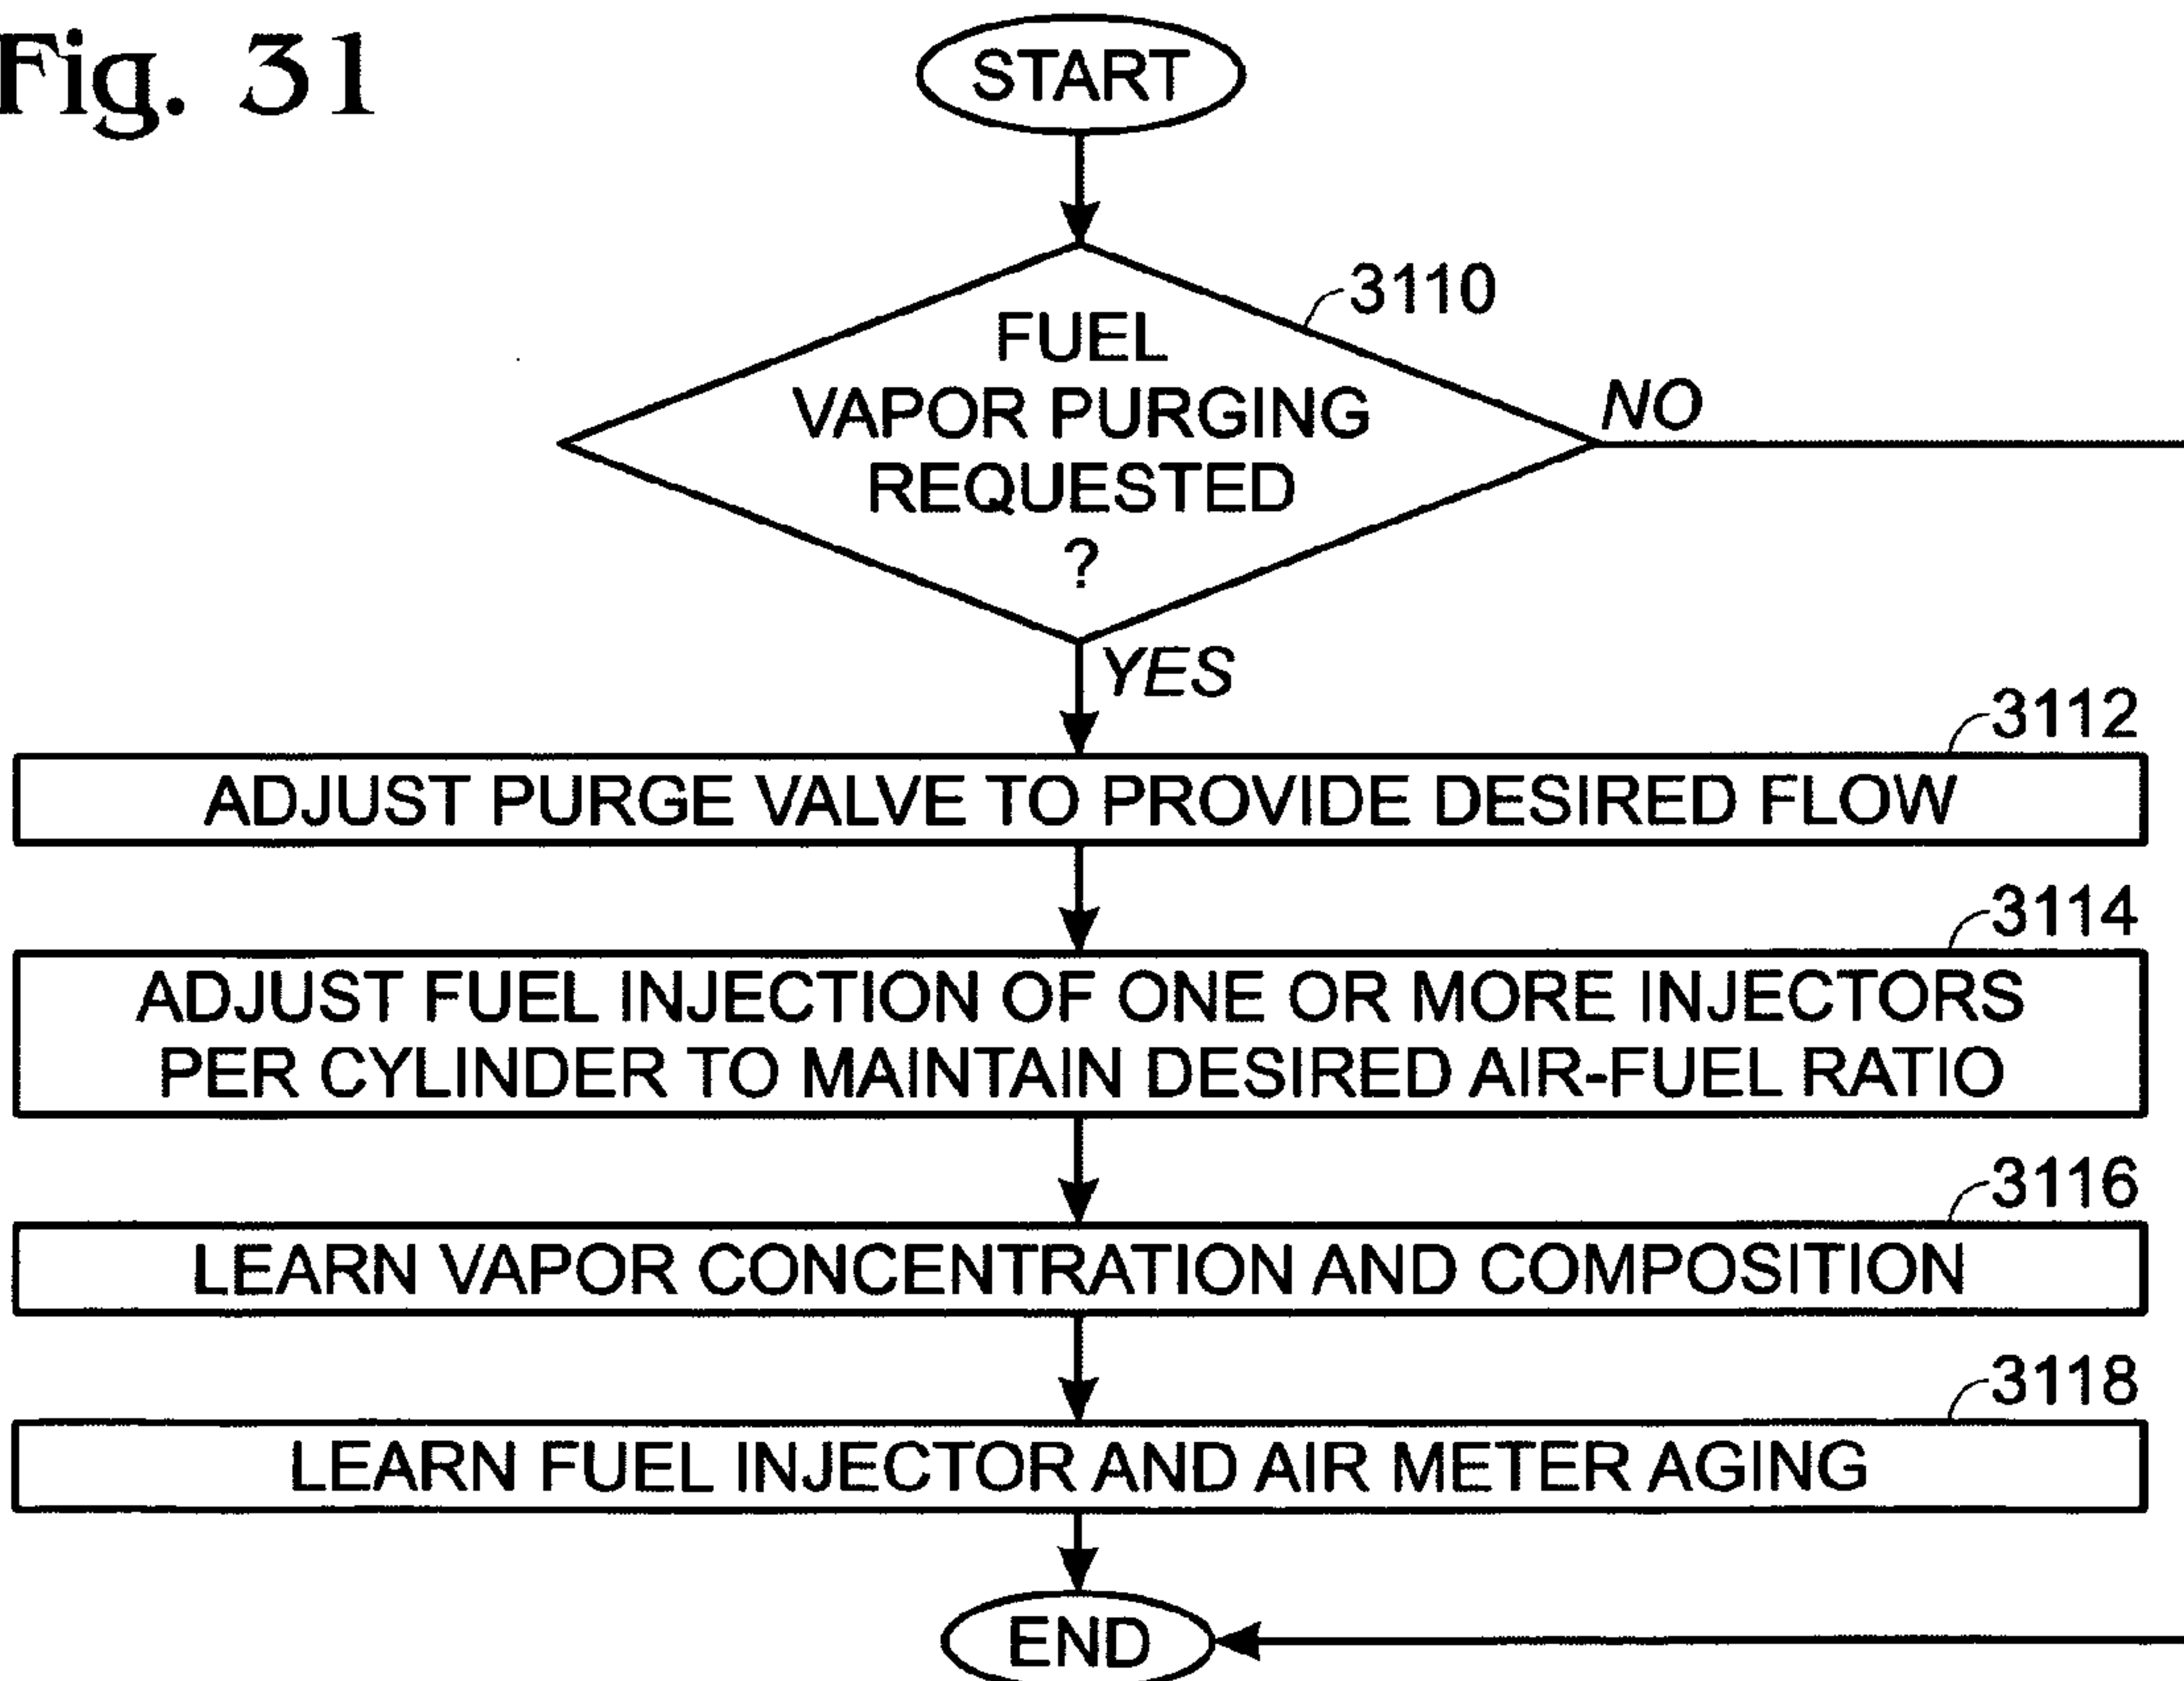 Fig. 31
START
3110
FUEL
VAPOR PURGING
REQUESTED
?
NO
YES
3112
ADJUST PURGE VALVE TO PROVIDE DESIRED FLOW
3114
ADJUST FUEL INJECTION OF ONE OR MORE INJECTORS
PER CYLINDER TO MAINTAIN DESIRED AIR-FUEL RATIO
3116
LEARN VAPOR CONCENTRATION AND COMPOSITION
3118
LEARN FUEL INJECTOR AND AIR METER AGING
END